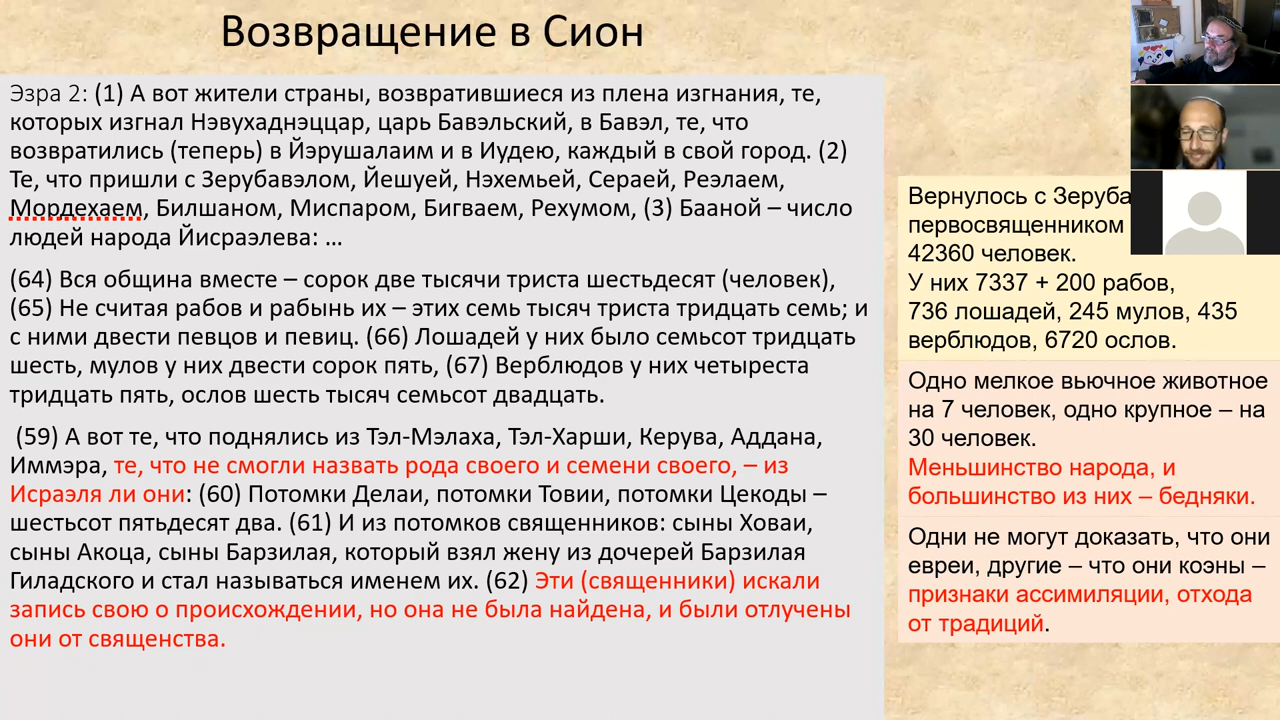 Возвращение в Сион
Эзра 2: (1) А вот жители страны, возвратившиеся из плена изгнания, те,
которых изгнал Нэвухаднэццар, царь Бавэльский, в Бавэл, те, что
возвратились (теперь) в Йэрушалаим и в Иудею, каждый в свой город. (2)
Те, что пришли с Зерубавэлом, Йешуей, Нэхемьей, Сераей, Реэлаем,
Мордехаем, Билшаном, Миспаром, Бигваем, Рехумом, (3) Бааной – число
людей народа Йисраэлева: ...
(64) Вся община вместе – сорок две тысячи триста шестьдесят (человек),
(65) Не считая рабов и рабынь их – этих семь тысяч триста тридцать семь; и
с ними двести певцов и певиц. (66) Лошадей у них было семьсот тридцать
шесть, мулов у них двести сорок пять, (67) Верблюдов у них четыреста
тридцать пять, ослов шесть тысяч семьсот двадцать.
(59) А вот те, что поднялись из Тэл-Мэлаха, Тэл-Харши, Керува, Аддана,
Иммэра, те, что не смогли назвать рода своего и семени своего, – из
Исраэля ли они: (60) Потомки Делаи, потомки Товии, потомки Цекоды –
шестьсот пятьдесят два. (61) И из потомков священников: сыны Ховаи,
сыны Акоца, сыны Барзилая, который взял жену из дочерей Барзилая
Гиладского и стал называться именем их. (62) Эти (священники) искали
запись свою о происхождении, но она не была найдена, и были отлучены
они от священства.
Вернулось с Зеруба
первосвященником
42360 человек.
У них 7337 + 200 рабов,
736 лошадей, 245 мулов, 435
верблюдов, 6720 ослов.
Одно мелкое вьючное животное
на 7 человек, одно крупное – на
30 человек.
Меньшинство народа, и
большинство из них – бедняки.
Одни не могут доказать, что они
евреи, другие – что они коэны –
признаки ассимиляции, отхода
от традиций.